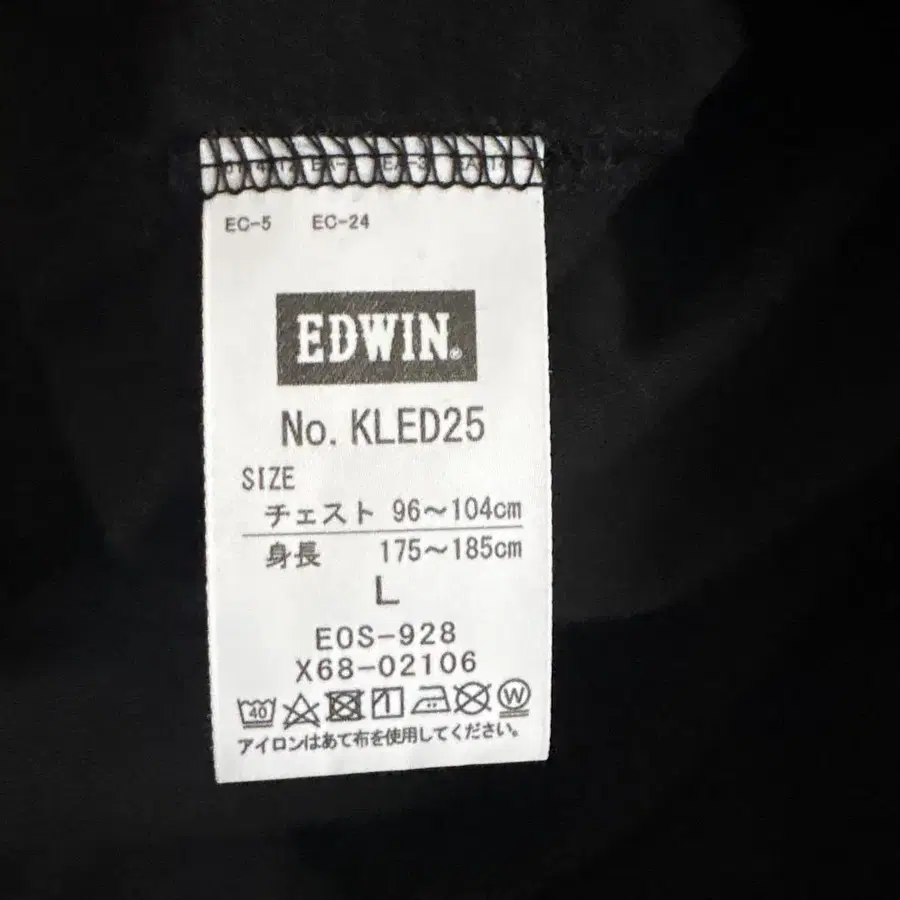 EC-5 EC-24
EDWIN®
No. KLED25
SIZE
チェスト 96～104cm
身長 175～185cm
L
EOS-928
X68-02106
40 W
アイロンはあて布を使用してください。